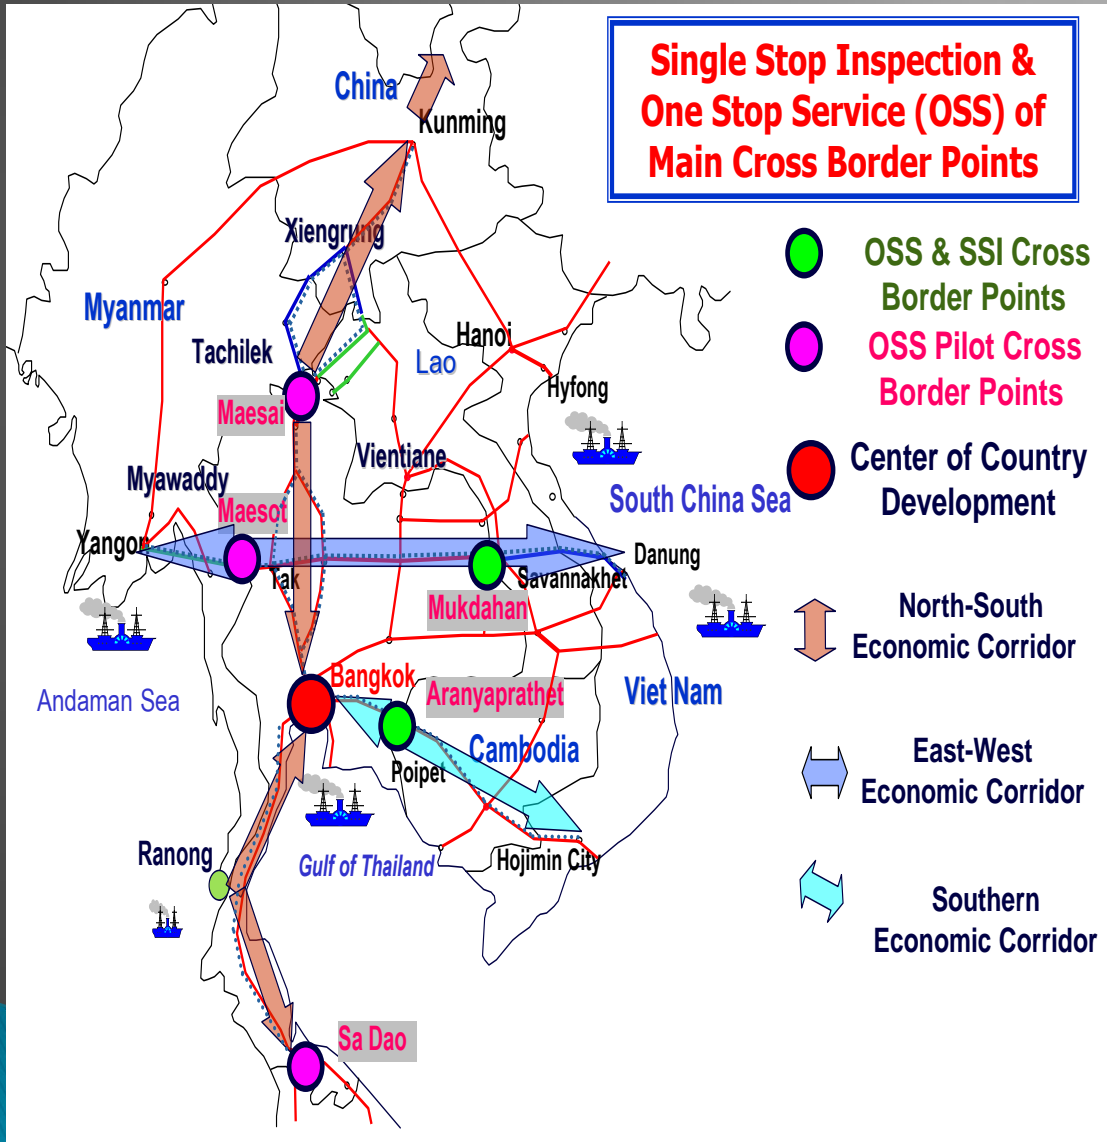 Single Stop Inspection &
One Stop Service (OSS) of
Main Cross Border Points
China
Kunming
Xiengrung
Myanmar
Tachilek
Hanoi
Lao
Hyfong
Maesai
Vientiane
Myawaddy
Maesot
South China Sea
Yangon
Danung
Tak
Savannakhet
Mukdahan
Bangkok
Aranyaprathet
Viet Nam
Andaman Sea
Cambodia
Poipet
Ranong
Gulf of Thailand
Hojimin City
Sa Dao
OSS & SSI Cross
Border Points
OSS Pilot Cross
Border Points
Center of Country
Development
North-South
Economic Corridor
East-West
Economic Corridor
Southern
Economic Corridor